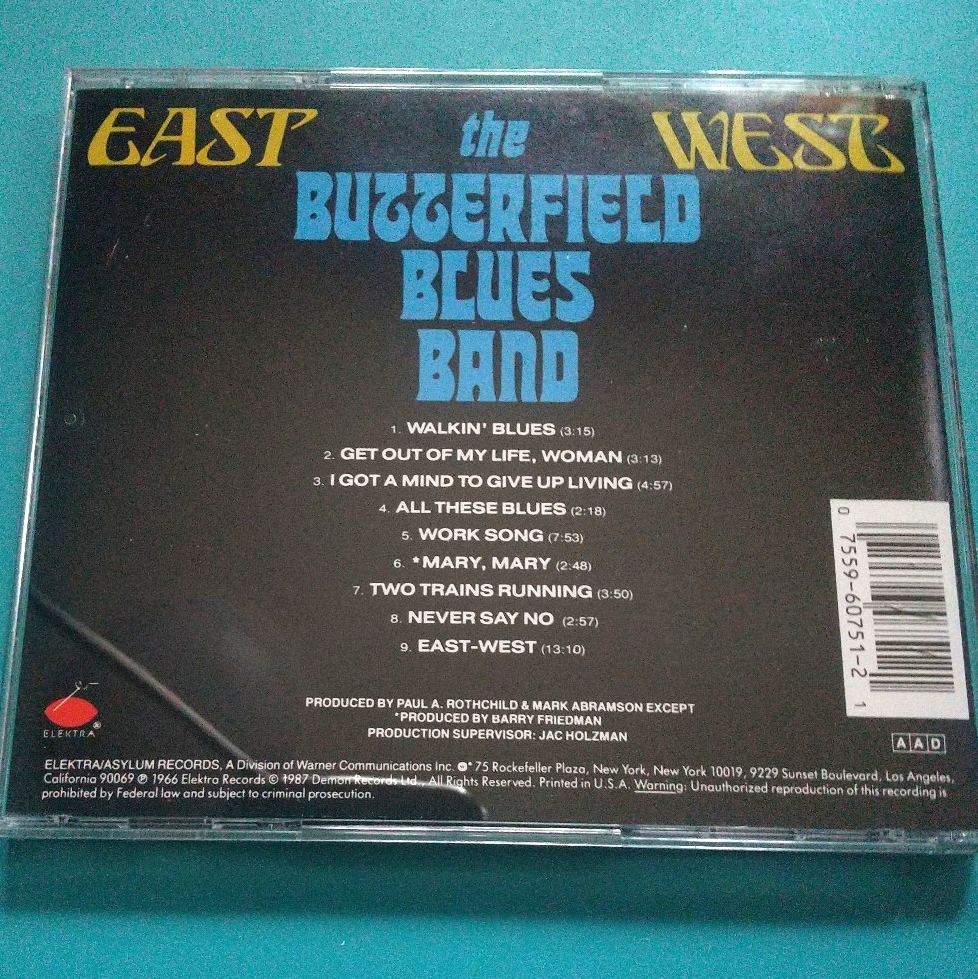 EAST
WEST
the
BUTTERFIELD
BLUES
BAND
1. WALKIN' BLUES (3:15)
2. GET OUT OF MY LIFE, WOMAN (3:13)
3. I GOT A MIND TO GIVE UP LIVING (4:57)
4. ALL THESE BLUES (2:18)
5. WORK SONG (7:53)
6. *MARY, MARY (2:48)
7. TWO TRAINS RUNNING (3:50)
8. NEVER SAY NO (2:57)
9. EAST-WEST (13:10)
0 7559-60751-2 1
PRODUCED BY PAUL A. ROTHCHILD & MARK ABRAMSON EXCEPT
*PRODUCED BY BARRY FRIEDMAN
PRODUCTION SUPERVISOR: JAC HOLZMAN
ELEKTRA®
AAD
ELEKTRA/ASYLUM RECORDS, A Division of Warner Communications Inc. 75 Rockefeller Plaza, New York, New York 10019, 9229 Sunset Boulevard, Los Angeles,
California 90069 ℗ 1966 Elektra Records © 1987 Demon Records Ltd. All Rights Reserved. Printed in U.S.A. Warning: Unauthorized reproduction of this recording is
prohibited by Federal law and subject to criminal prosecution.